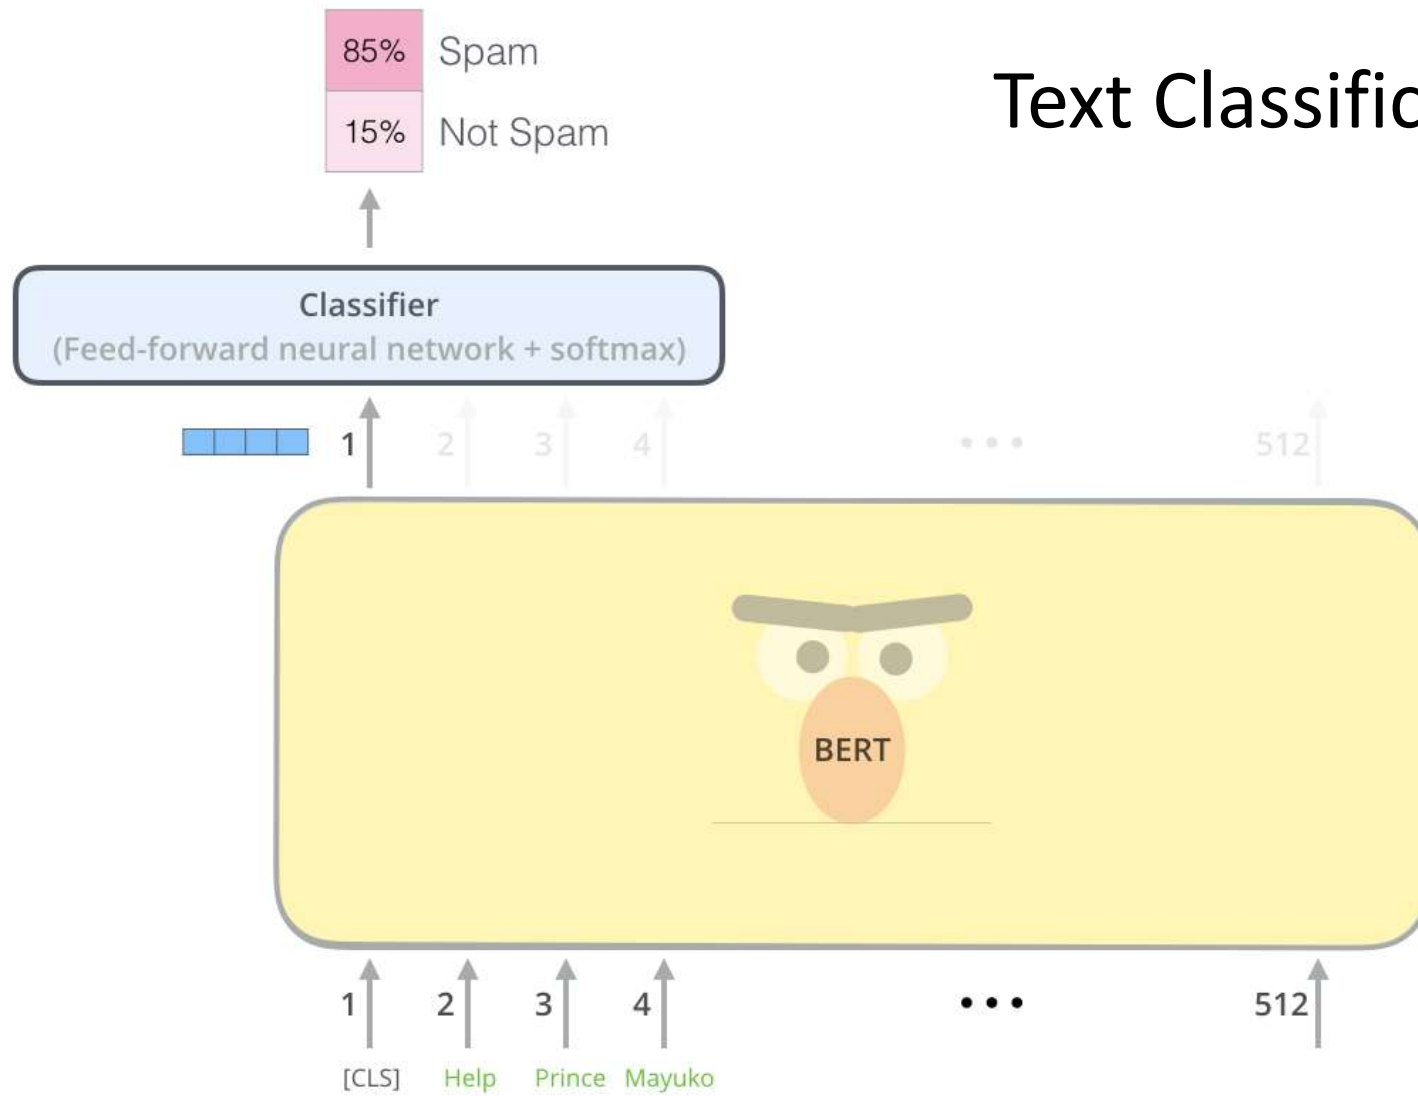 Text Classific
85% Spam
15% Not Spam
Classifier
(Feed-forward neural network + softmax)
1 2 3 4 ••• 512
BERT
1 2 3 4 ••• 512
[CLS] Help Prince Mayuko